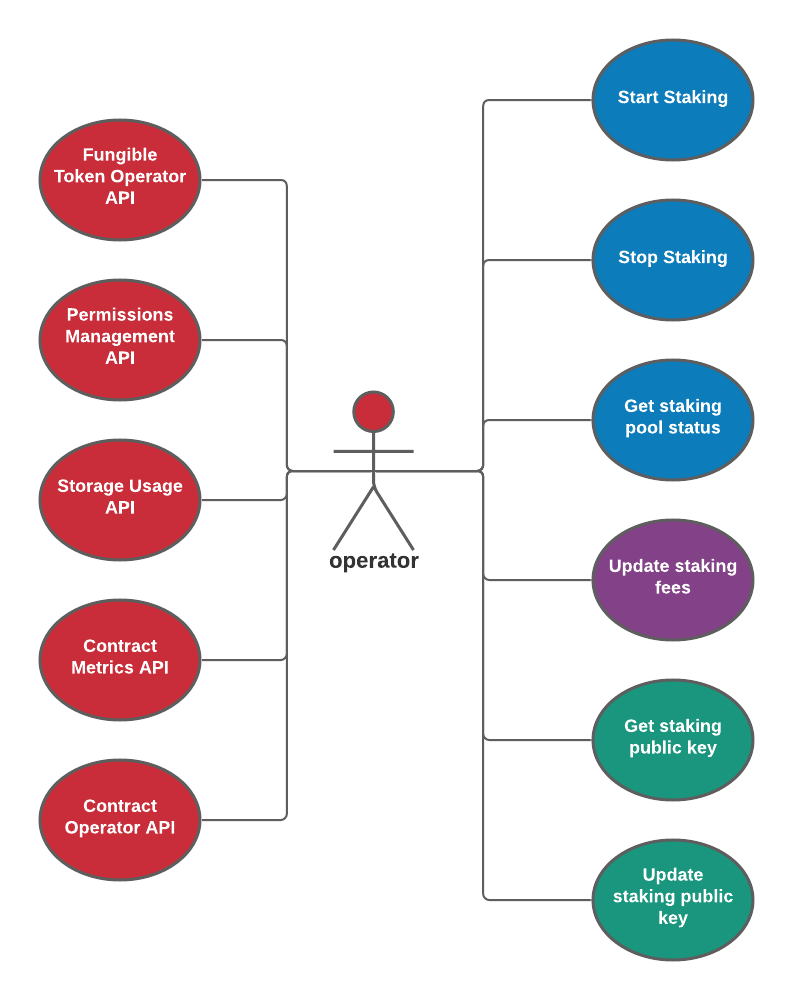 Fungible
Token Operator
API
Permissions
Management
API
Storage Usage
API
Contract
Metrics API
Contract
Operator API
operator
Start Staking
Stop Staking
Get staking
pool status
Update staking
fees
Get staking
public key
Update
staking public
key